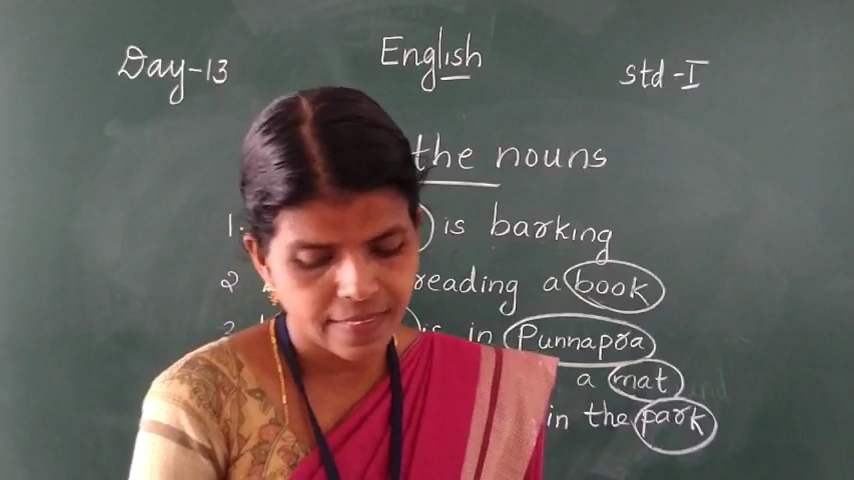 Day-13 English std-I
the nouns
1. is barking
2 reading a book
3 is in Punnapra
a mat
in the park